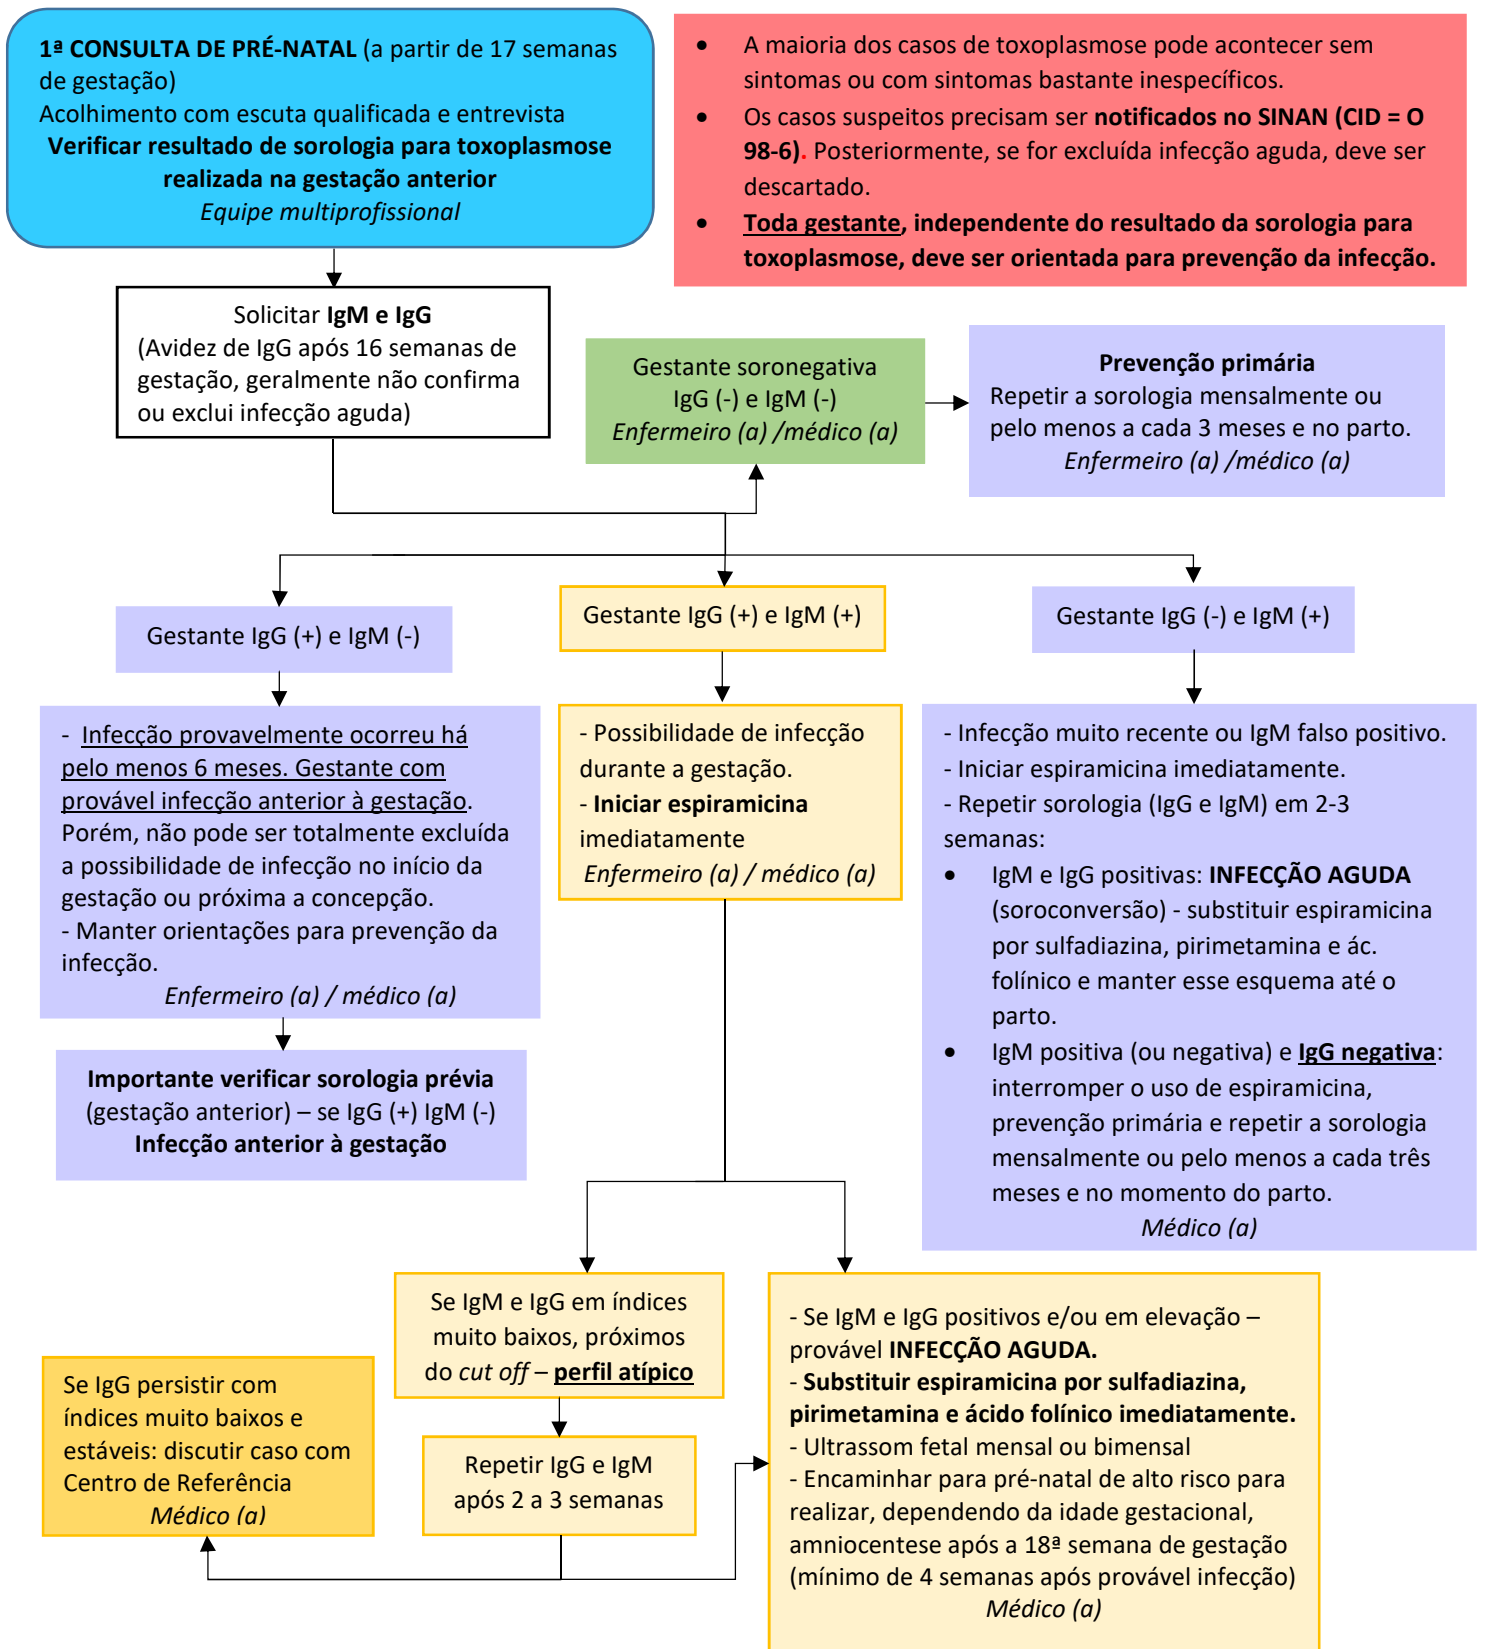 1ª CONSULTA DE PRÉ-NATAL (a partir de 17 semanas
de gestação)
Acolhimento com escuta qualificada e entrevista
Verificar resultado de sorologia para toxoplasmose
realizada na gestação anterior
Equipe multiprofissional
• A maioria dos casos de toxoplasmose pode acontecer sem
sintomas ou com sintomas bastante inespecíficos.
• Os casos suspeitos precisam ser notificados no SINAN (CID = O
98-6). Posteriormente, se for excluída infecção aguda, deve ser
descartado.
• Toda gestante, independente do resultado da sorologia para
toxoplasmose, deve ser orientada para prevenção da infecção.
Solicitar IgM e IgG
(Avidez de IgG após 16 semanas de
gestação, geralmente não confirma
ou exclui infecção aguda)
Gestante soronegativa
IgG (-) e IgM (-)
Enfermeiro (a) /médico (a)
Prevenção primária
Repetir a sorologia mensalmente ou
pelo menos a cada 3 meses e no parto.
Enfermeiro (a) /médico (a)
Gestante IgG (+) e IgM (-)
Gestante IgG (+) e IgM (+)
Gestante IgG (-) e IgM (+)
- Infecção provavelmente ocorreu há
pelo menos 6 meses. Gestante com
provável infecção anterior à gestação.
Porém, não pode ser totalmente excluída
a possibilidade de infecção no início da
gestação ou próxima a concepção.
- Manter orientações para prevenção da
infecção.
Enfermeiro (a) / médico (a)
Importante verificar sorologia prévia
(gestação anterior) – se IgG (+) IgM (-)
Infecção anterior à gestação
- Possibilidade de infecção
durante a gestação.
- Iniciar espiramicina
imediatamente
Enfermeiro (a) / médico (a)
- Infecção muito recente ou IgM falso positivo.
- Iniciar espiramicina imediatamente.
- Repetir sorologia (IgG e IgM) em 2-3
semanas:
• IgM e IgG positivas: INFECÇÃO AGUDA
(soroconversão) - substituir espiramicina
por sulfadiazina, pirimetamina e ác.
folínico e manter esse esquema até o
parto.
• IgM positiva (ou negativa) e IgG negativa:
interromper o uso de espiramicina,
prevenção primária e repetir a sorologia
mensalmente ou pelo menos a cada três
meses e no momento do parto.
Médico (a)
Se IgM e IgG em índices
muito baixos, próximos
do cut off – perfil atípico
Repetir IgG e IgM
após 2 a 3 semanas
Se IgG persistir com
índices muito baixos e
estáveis: discutir caso com
Centro de Referência
Médico (a)
- Se IgM e IgG positivos e/ou em elevação –
provável INFECÇÃO AGUDA.
- Substituir espiramicina por sulfadiazina,
pirimetamina e ácido folínico imediatamente.
- Ultrassom fetal mensal ou bimensal
- Encaminhar para pré-natal de alto risco para
realizar, dependendo da idade gestacional,
amniocentese após a 18ª semana de gestação
(mínimo de 4 semanas após provável infecção)
Médico (a)